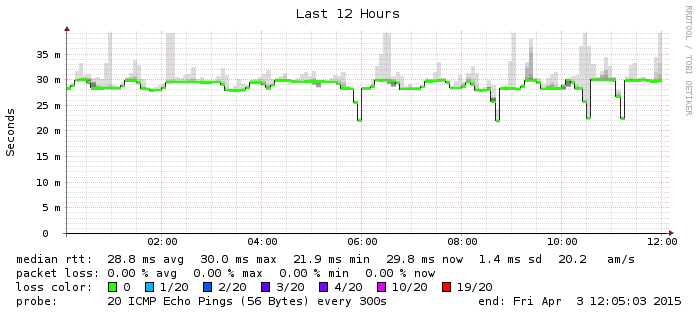 Last 12 Hours
RRDTOOL / TOBI OETIKER
Seconds
35 m
30 m
25 m
20 m
15 m
10 m
5 m
0
02:00 04:00 06:00 08:00 10:00 12:00
median rtt: 28.8 ms avg 30.0 ms max 21.9 ms min 29.8 ms now 1.4 ms sd 20.2 am/s
packet loss: 0.00 % avg 0.00 % max 0.00 % min 0.00 % now
loss color: 0 1/20 2/20 3/20 4/20 10/20 19/20
probe: 20 ICMP Echo Pings (56 Bytes) every 300s end: Fri Apr 3 12:05:03 2015